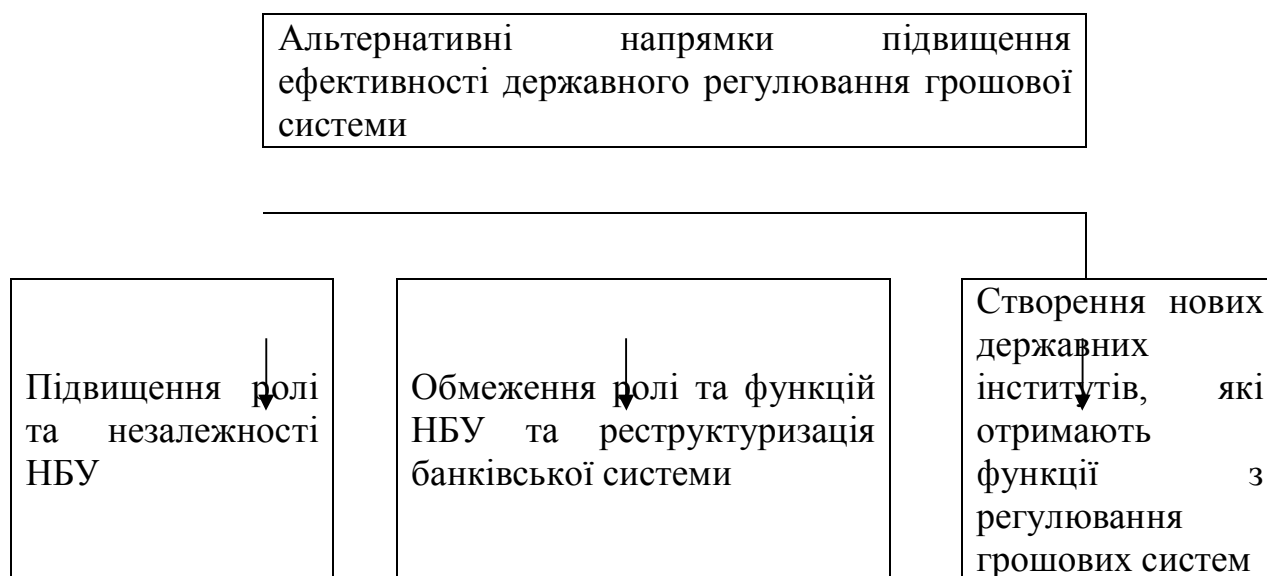 Альтернативні напрямки підвищення
ефективності державного регулювання грошової
системи
Підвищення ролі
та незалежності
НБУ
Обмеження ролі та функцій
НБУ та реструктуризація
банківської системи
Створення нових
державних
інститутів, які
отримають
функції з
регулювання
грошових систем